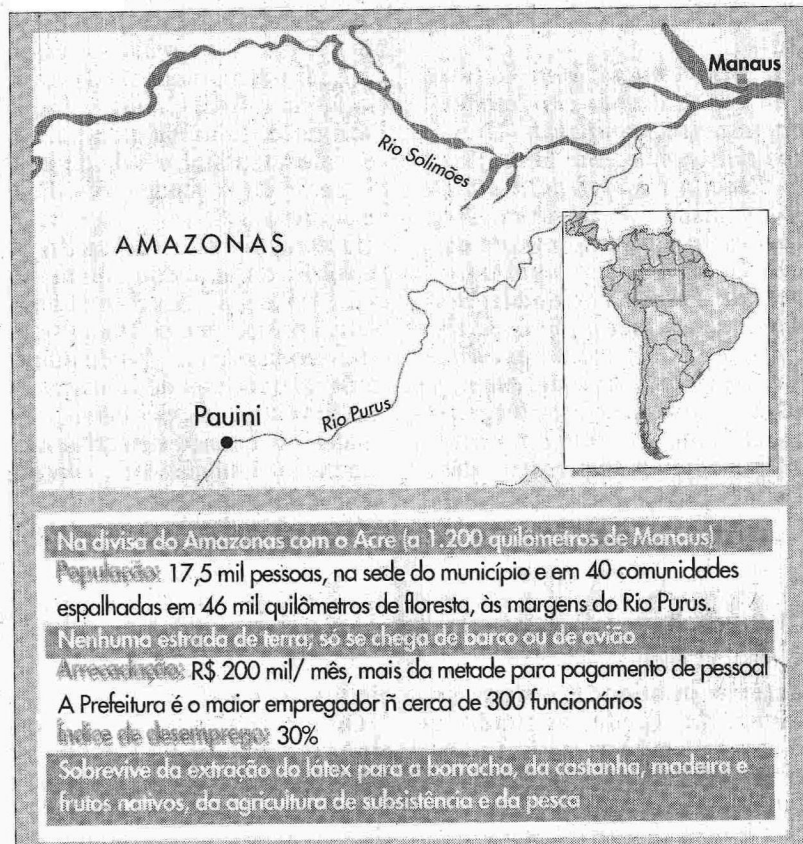 Manaus
Rio Solimões
AMAZONAS
Pauini
Rio Purus
Na divisa do Amazonas com o Acre (a 1.200 quilômetros de Manaus)
População: 17,5 mil pessoas, na sede do município e em 40 comunidades
espalhadas em 46 mil quilômetros de floresta, às margens do Rio Purus.
Nenhuma estrada de terra; só se chega de barco ou de avião
Arrecadação: R$ 200 mil/ mês, mais da metade para pagamento de pessoal
A Prefeitura é o maior empregador ñ cerca de 300 funcionários
Índice de desemprego: 30%
Sobrevive da extração do látex para a borracha, da castanha, madeira e
frutos nativos, da agricultura de subsistência e da pesca